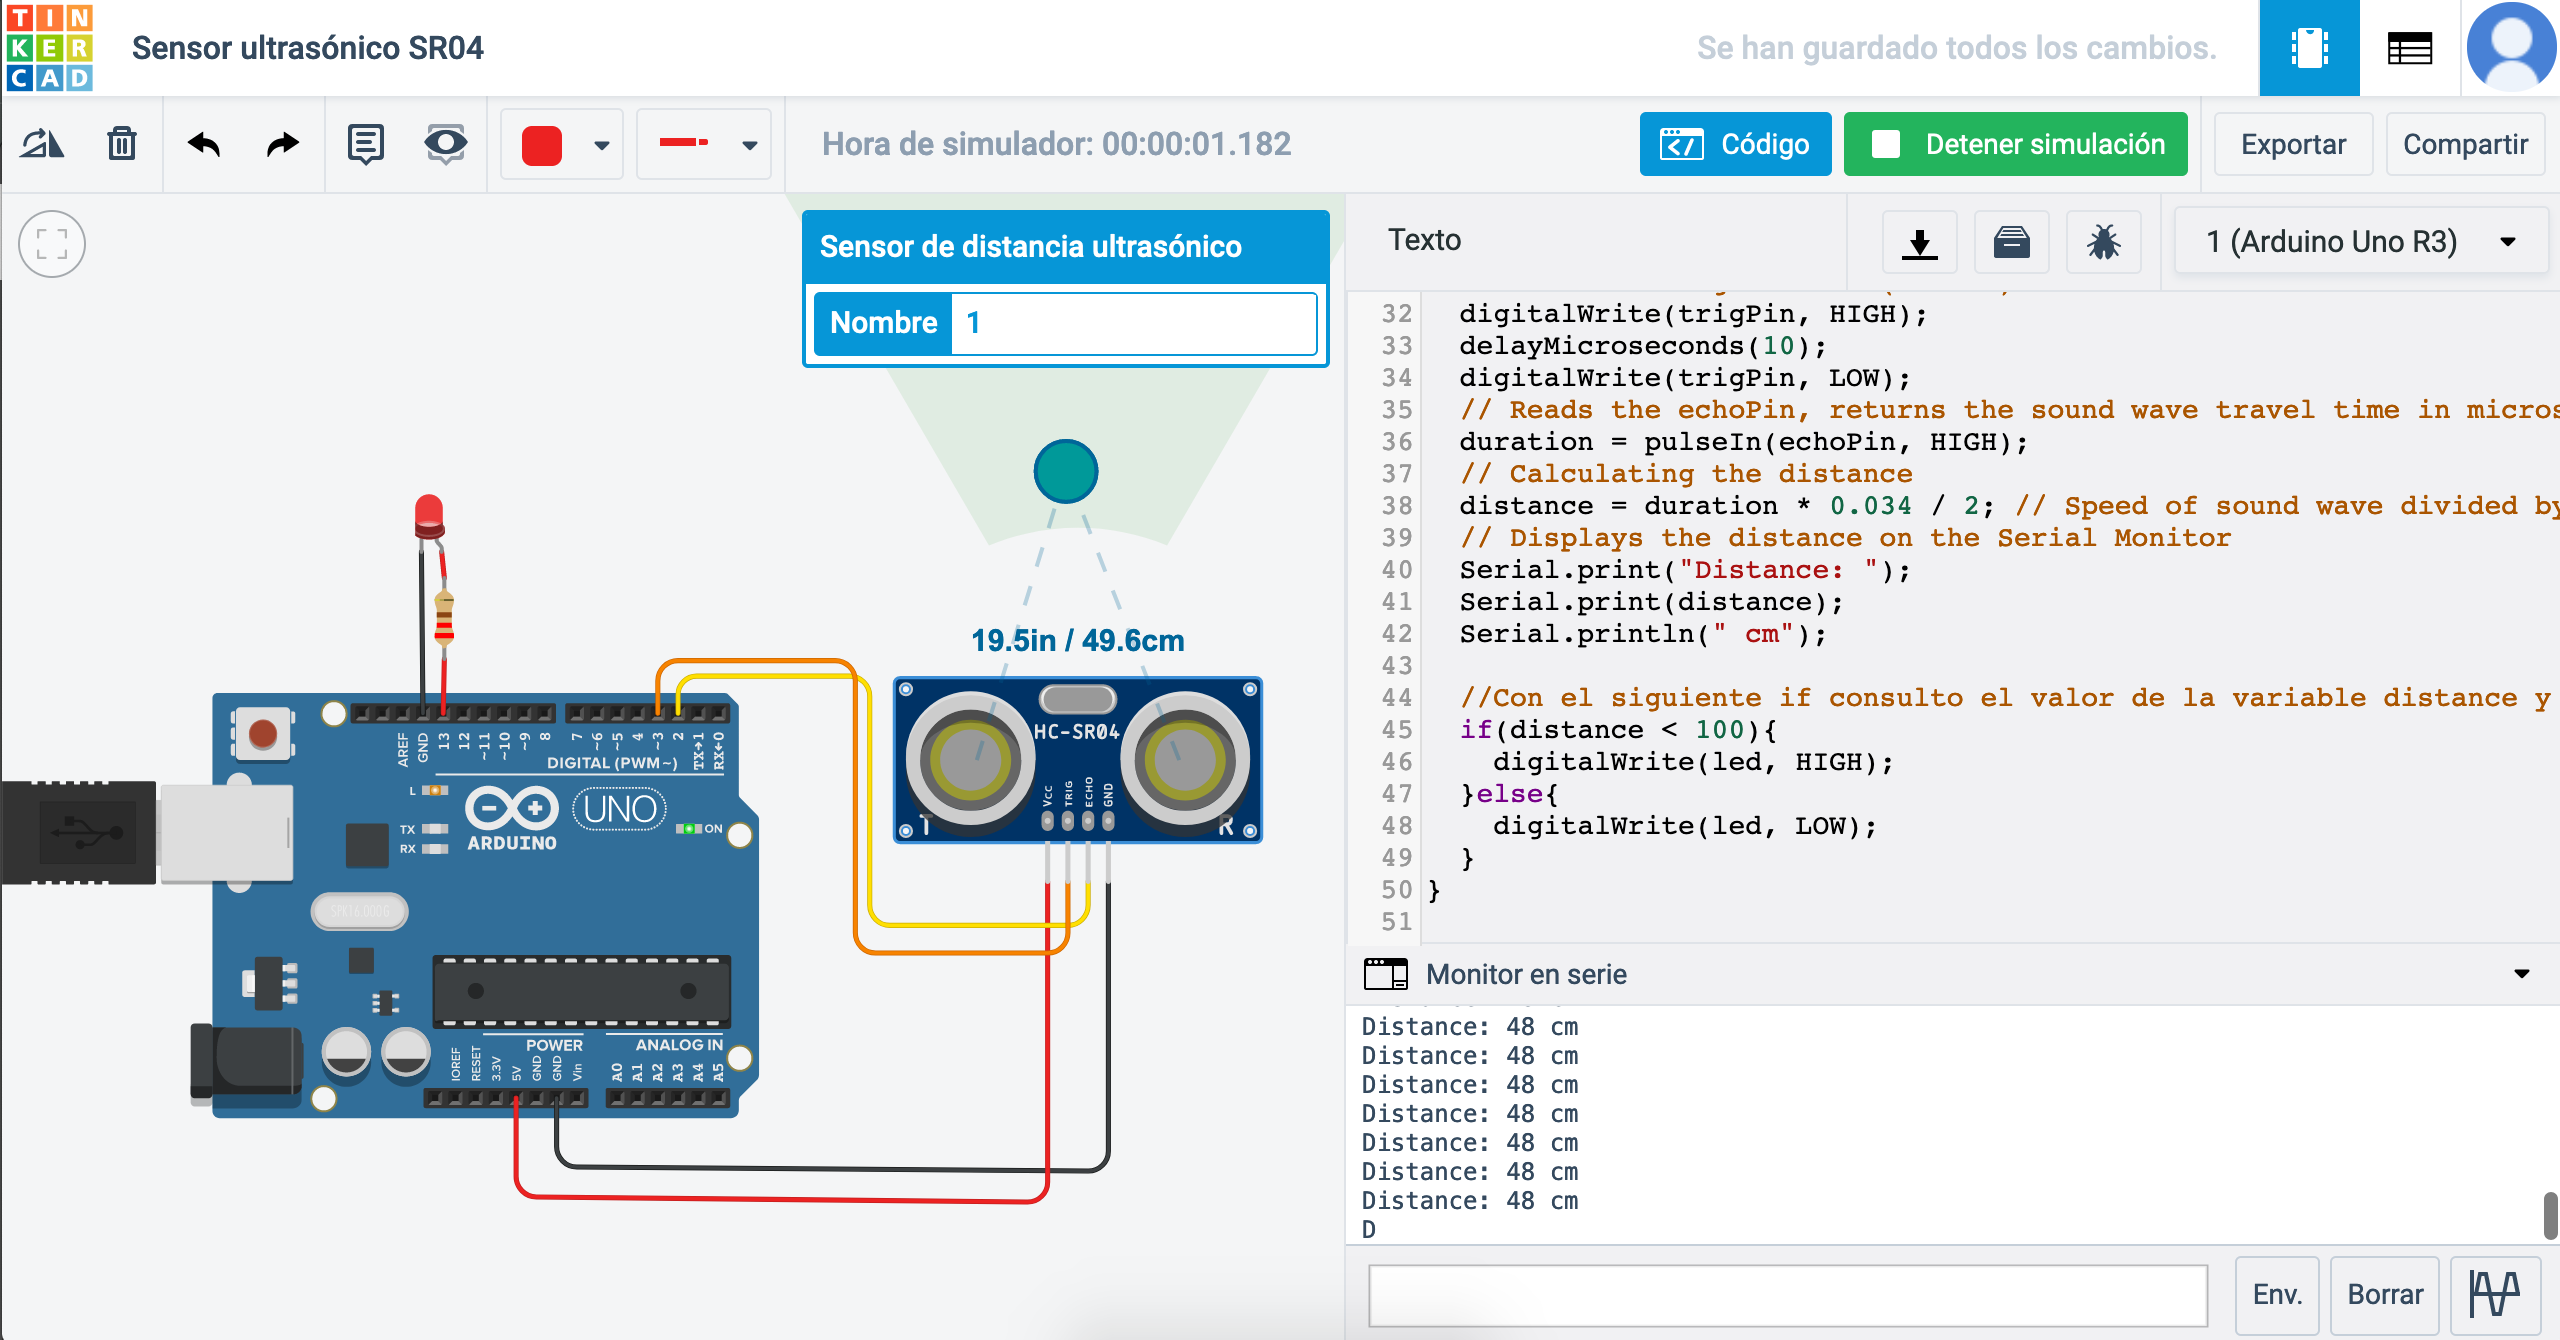 TIN
KER
CAD
Sensor ultrasónico SR04
Se han guardado todos los cambios.
Hora de simulador: 00:00:01.182
Código
Detener simulación
Exportar
Compartir
Sensor de distancia ultrasónico
Nombre 1
19.5in / 49.6cm
HC-SR04
T
VCC
TRIG
ECHO
GND
R
AREF
GND
13
12
~11
~10
~9
8
7
~6
~5
4
~3
2
TX→1
RX←0
DIGITAL (PWM~)
L
TX
RX
UNO
ARDUINO
ON
SPK16.000G
POWER
ANALOG IN
IOREF
RESET
3.3V
5V
GND
GND
Vin
A0
A1
A2
A3
A4
A5
Texto
1 (Arduino Uno R3)
32 digitalWrite(trigPin, HIGH);
33 delayMicroseconds(10);
34 digitalWrite(trigPin, LOW);
35 // Reads the echoPin, returns the sound wave travel time in micros
36 duration = pulseIn(echoPin, HIGH);
37 // Calculating the distance
38 distance = duration * 0.034 / 2; // Speed of sound wave divided by
39 // Displays the distance on the Serial Monitor
40 Serial.print("Distance: ");
41 Serial.print(distance);
42 Serial.println(" cm");
43
44 //Con el siguiente if consulto el valor de la variable distance y
45 if(distance < 100){
46 digitalWrite(led, HIGH);
47 }else{
48 digitalWrite(led, LOW);
49 }
50 }
51
Monitor en serie
Distance: 48 cm
Distance: 48 cm
Distance: 48 cm
Distance: 48 cm
Distance: 48 cm
Distance: 48 cm
Distance: 48 cm
D
Env.
Borrar